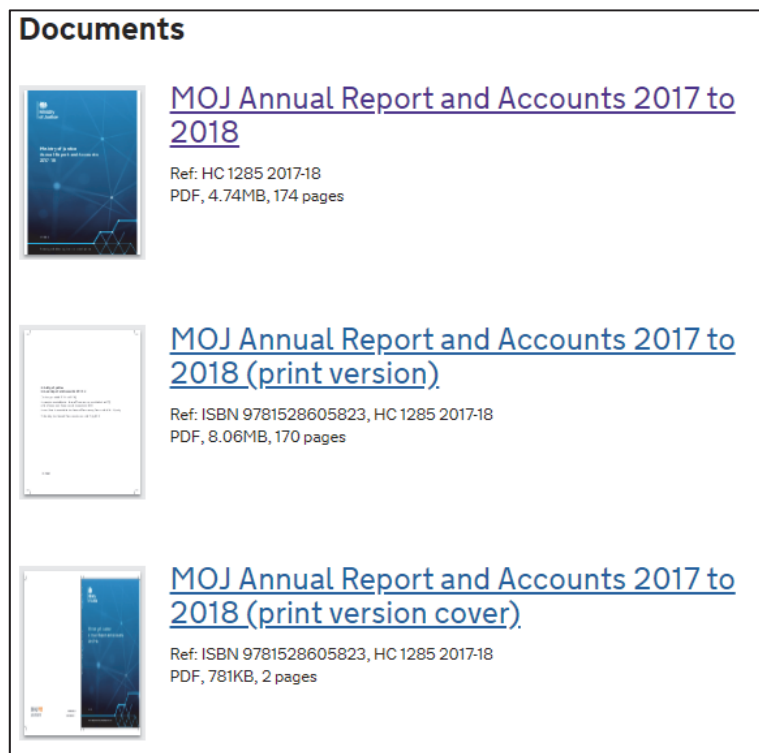 Documents
MOJ Annual Report and Accounts 2017 to
2018
Ref: HC 1285 2017-18
PDF, 4.74MB, 174 pages
MOJ Annual Report and Accounts 2017 to
2018 (print version)
Ref: ISBN 9781528605823, HC 1285 2017-18
PDF, 8.06MB, 170 pages
MOJ Annual Report and Accounts 2017 to
2018 (print version cover)
Ref: ISBN 9781528605823, HC 1285 2017-18
PDF, 781KB, 2 pages